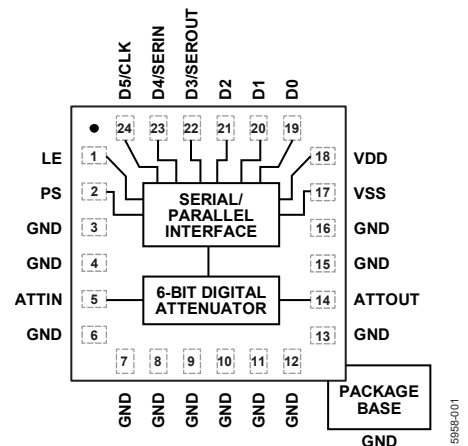 D5/CLK
D4/SERIN
D3/SEROUT
D2
D1
D0
24
23
22
21
20
19
LE
1
18
VDD
PS
2
17
VSS
SERIAL/
PARALLEL
INTERFACE
GND
3
16
GND
GND
4
15
GND
ATTIN
5
6-BIT DIGITAL
ATTENUATOR
14
ATTOUT
GND
6
13
GND
7
8
9
10
11
12
GND
GND
GND
GND
GND
GND
PACKAGE
BASE
GND
5958-001